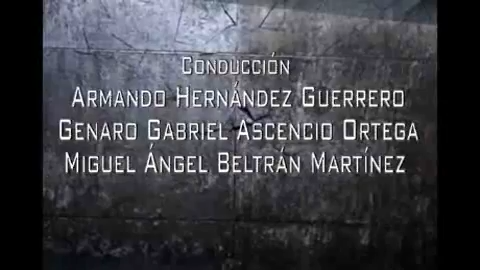 Conducción
Armando Hernández Guerrero
Genaro Gabriel Ascencio Ortega
Miguel Ángel Beltrán Martínez